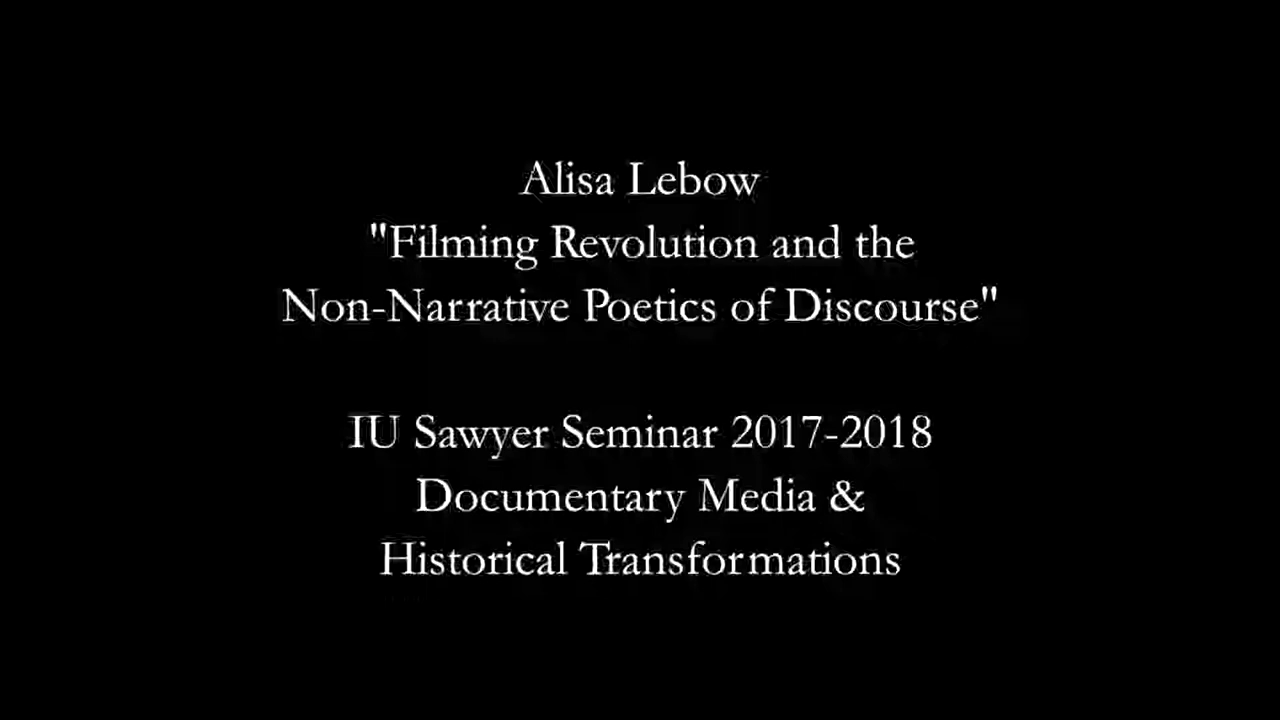 Alisa Lebow
"Filming Revolution and the
Non-Narrative Poetics of Discourse"
IU Sawyer Seminar 2017-2018
Documentary Media &
Historical Transformations